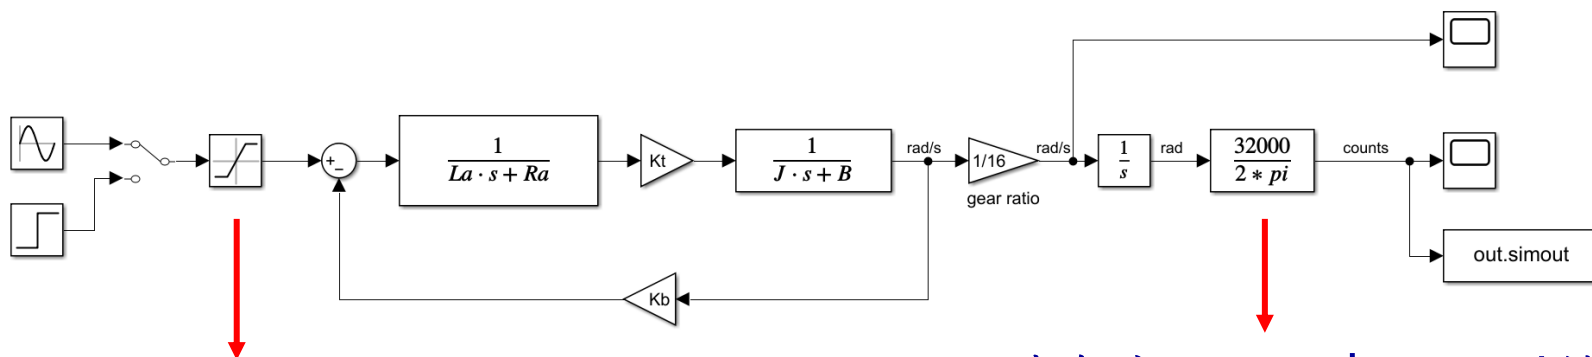 1
La · s + Ra
Kt
1
J · s + B
rad/s
1/16
gear ratio
rad/s
1
s
rad
32000
2 * pi
counts
out.simout
Kb
+
−